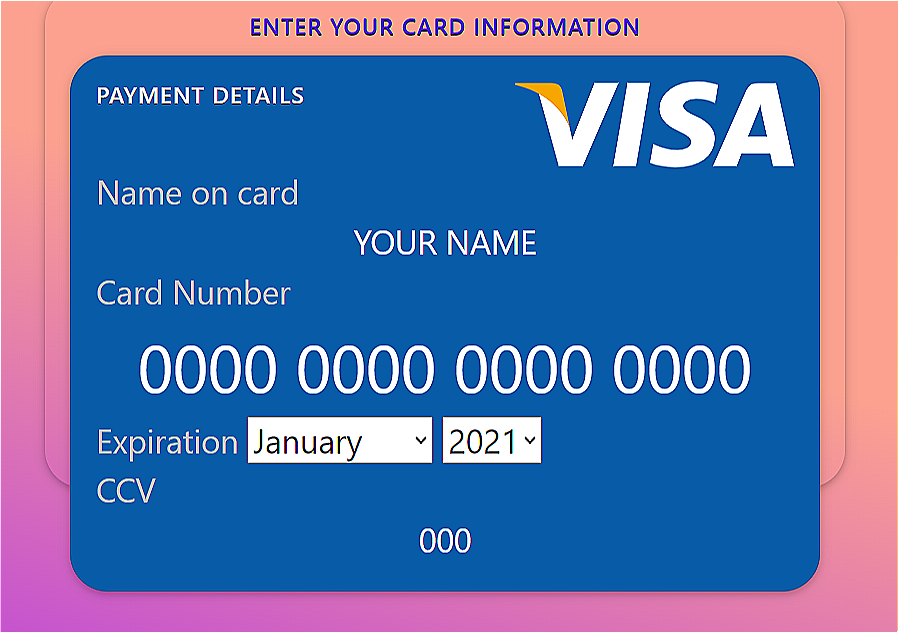 ENTER YOUR CARD INFORMATION
PAYMENT DETAILS
VISA
Name on card
YOUR NAME
Card Number
0000 0000 0000 0000
Expiration January 2021
CCV
000